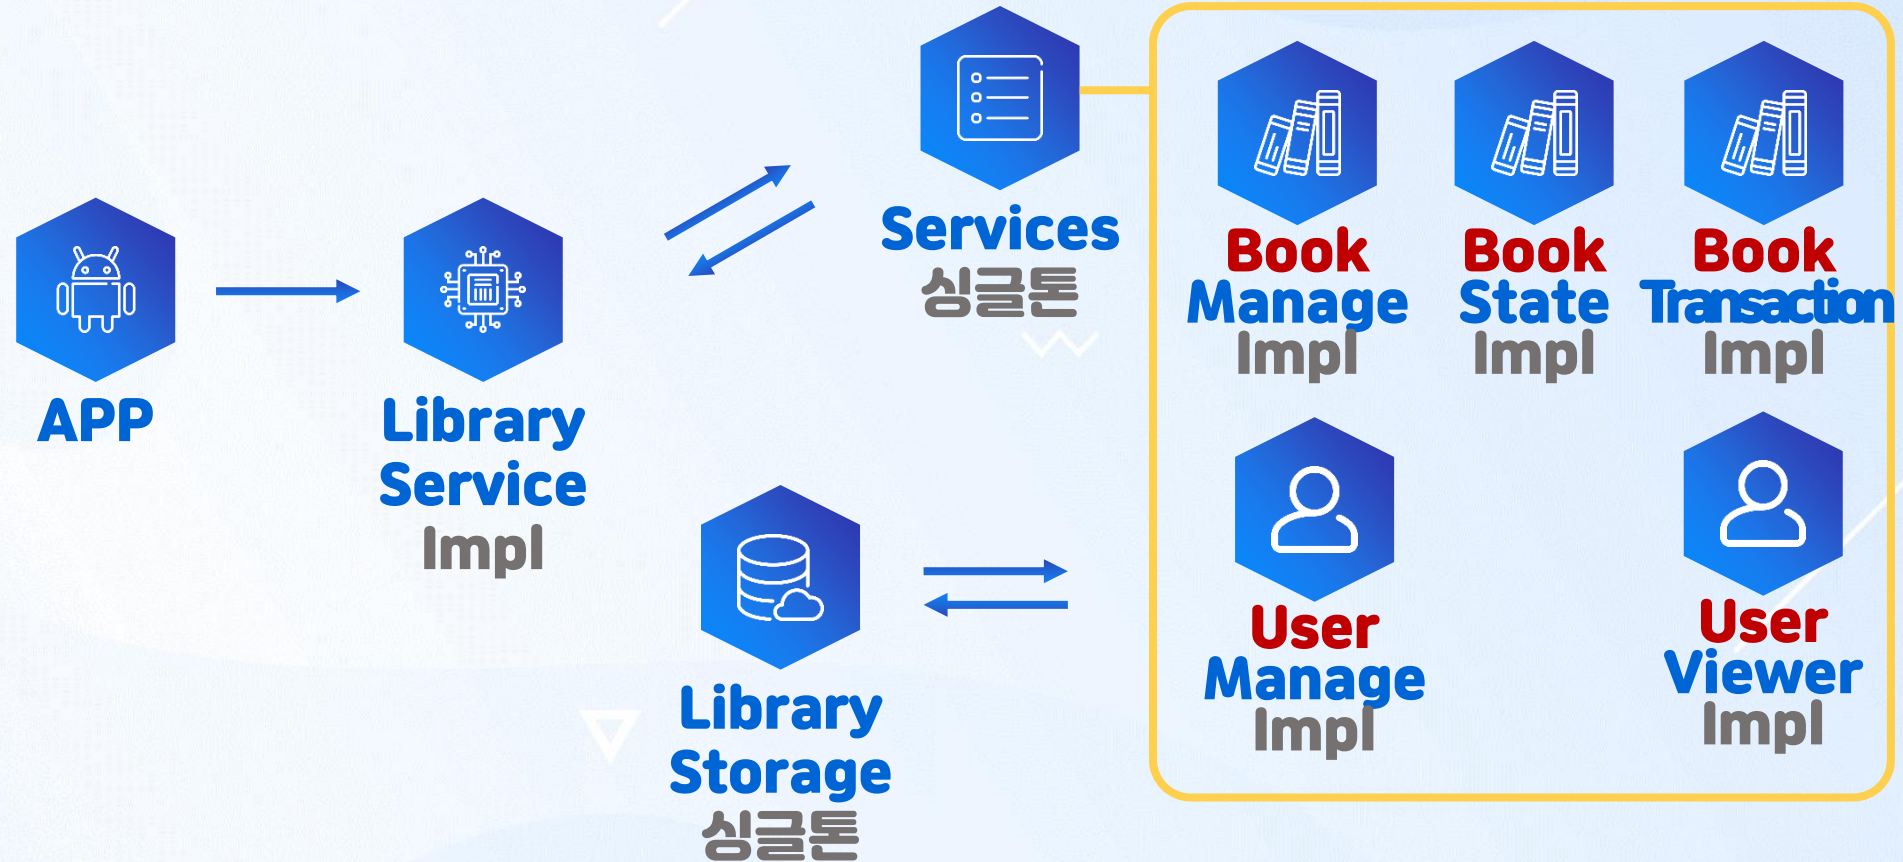 APP
Library
Service
Impl
Services
싱글톤
Library
Storage
싱글톤
Book
Manage
Impl
Book
State
Impl
Book
Transaction
Impl
User
Manage
Impl
User
Viewer
Impl